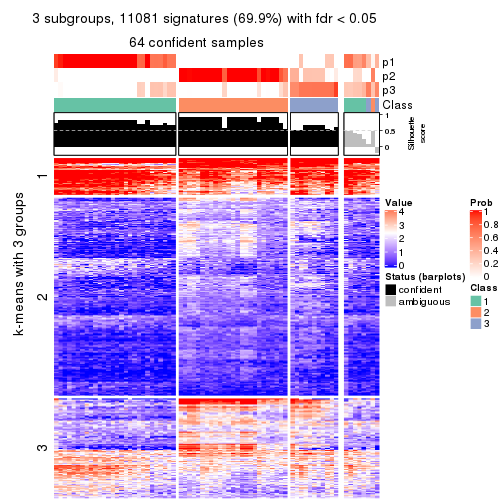 3 subgroups, 11081 signatures (69.9%) with fdr < 0.05
64 confident samples
p1
p2
p3
Class
1
0.5
0
Silhouette
score
k-means with 3 groups
1
2
3
Value
4
3
2
1
0
Status (barplots)
confident
ambiguous
Prob
1
0.8
0.6
0.4
0.2
0
Class
1
2
3